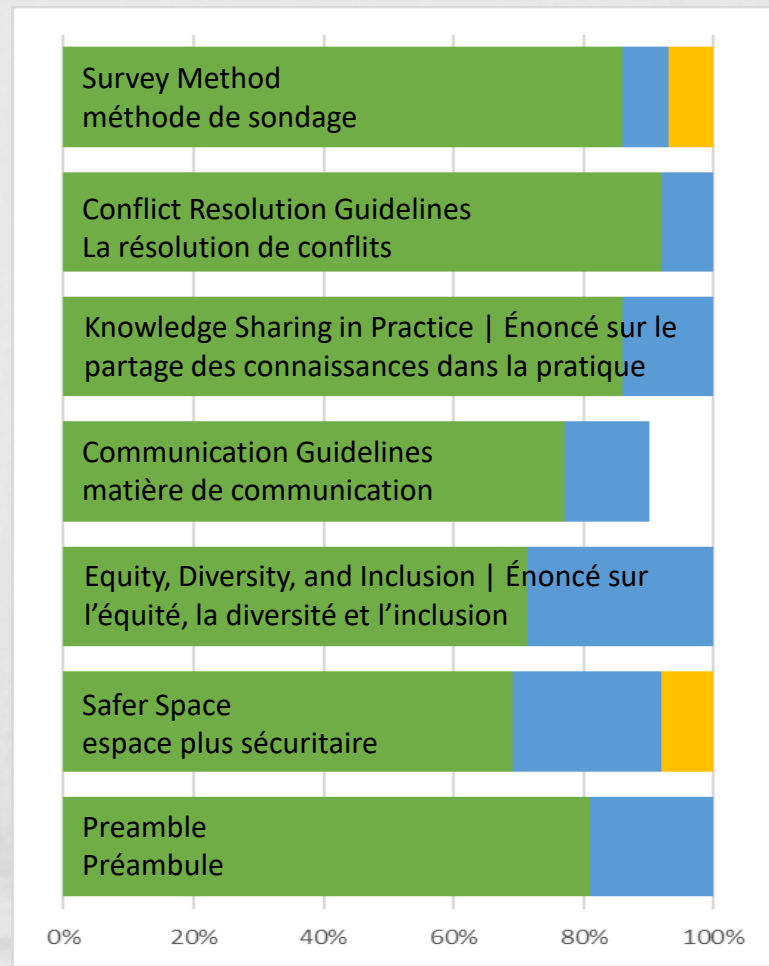 Survey Method
méthode de sondage
Conflict Resolution Guidelines
La résolution de conflits
Knowledge Sharing in Practice | Énoncé sur le
partage des connaissances dans la pratique
Communication Guidelines
matière de communication
Equity, Diversity, and Inclusion | Énoncé sur
l’équité, la diversité et l’inclusion
Safer Space
espace plus sécuritaire
Preamble
Préambule
0% 20% 40% 60% 80% 100%